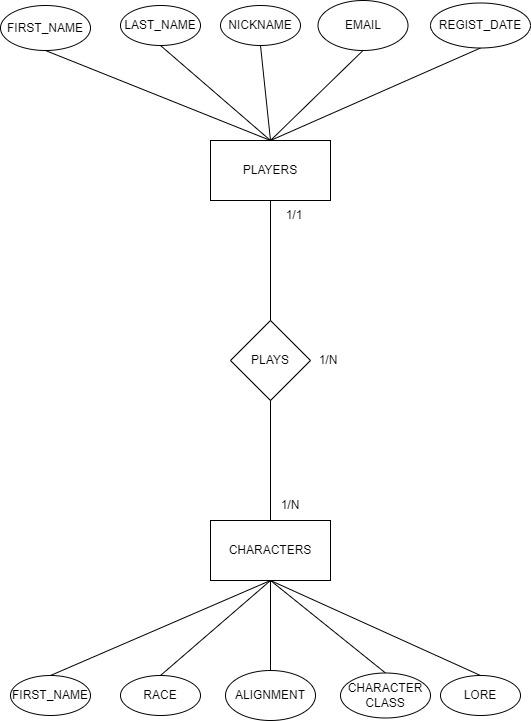 FIRST_NAME
LAST_NAME
NICKNAME
EMAIL
REGIST_DATE
PLAYERS
1/1
PLAYS
1/N
1/N
CHARACTERS
FIRST_NAME
RACE
ALIGNMENT
CHARACTER
CLASS
LORE